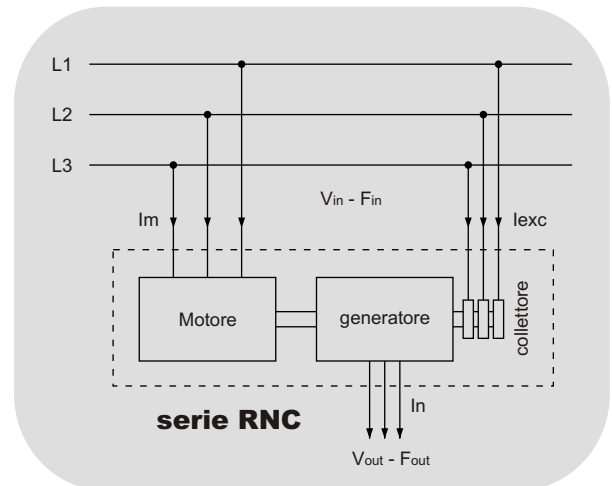 L1
L2
L3
Vin - Fin
Im
Iexc
Motore
generatore
collettore
In
serie RNC
Vout - Fout